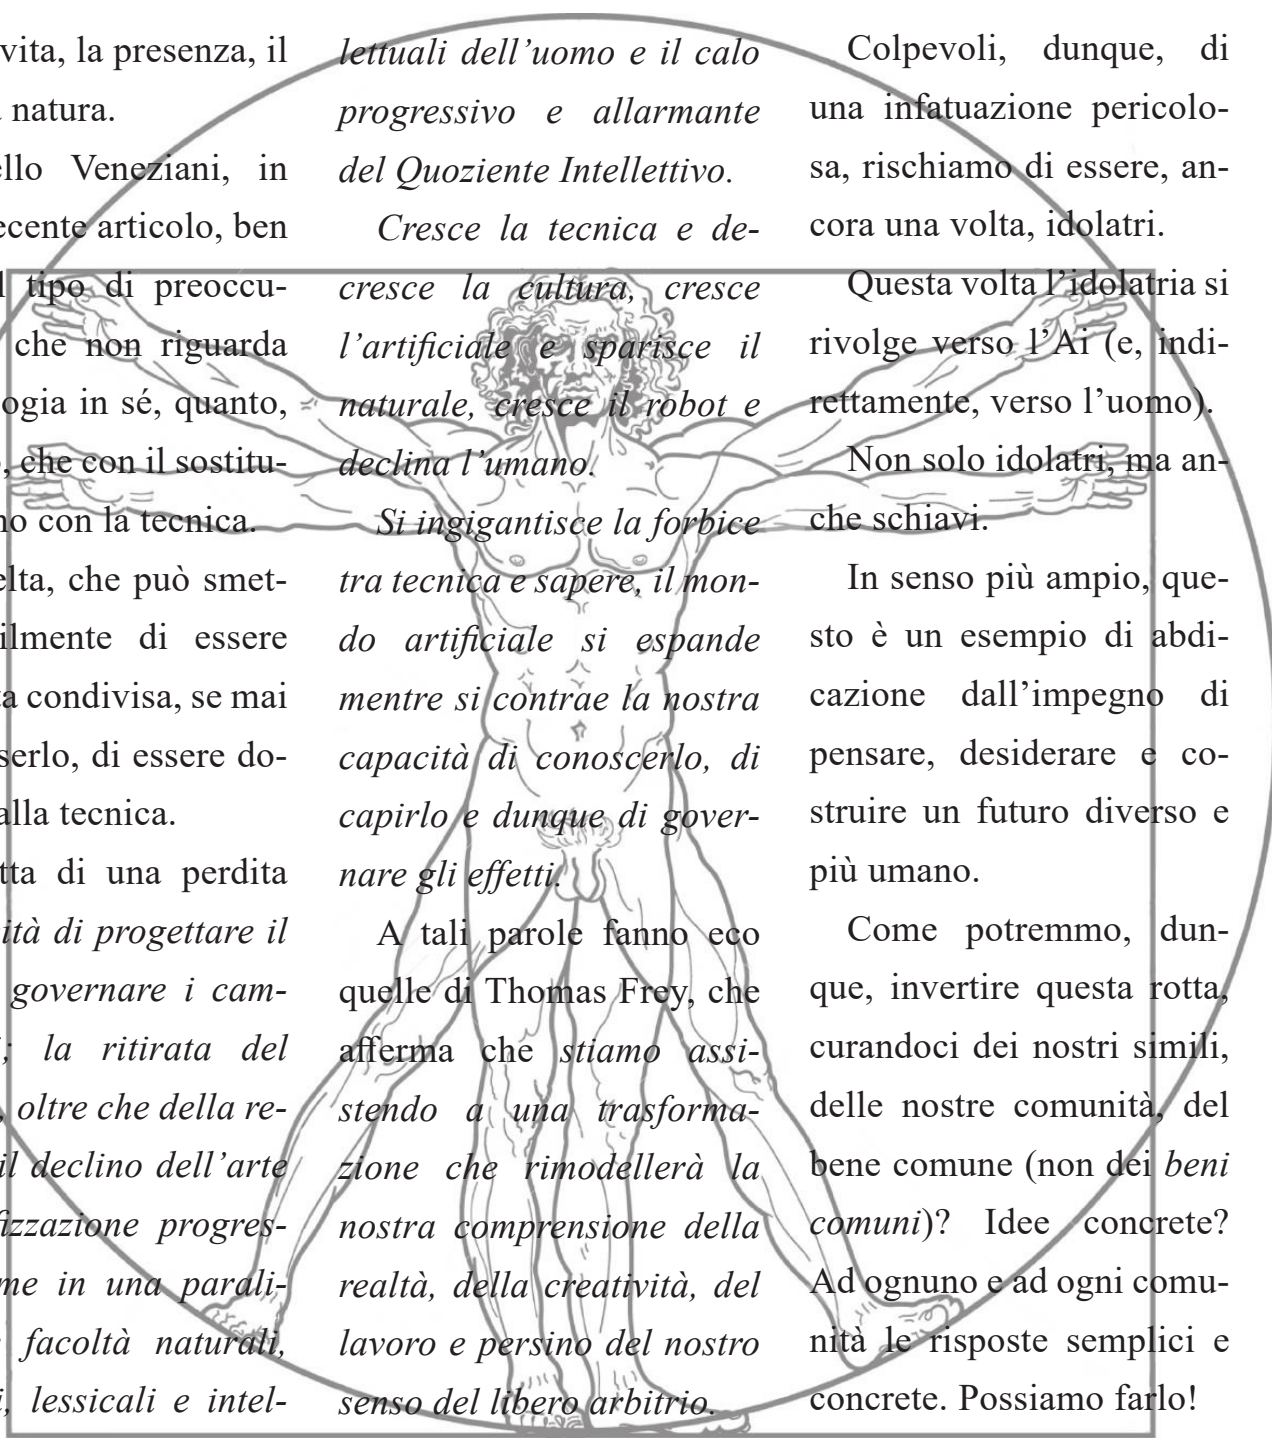 vita, la presenza, il
a natura.
ello Veneziani, in
ecente articolo, ben
l tipo di preoccu-
che non riguarda
ogia in sé, quanto,
o, che con il sostitu-
no con la tecnica.
elta, che può smet-
ilmente di essere
ta condivisa, se mai
serlo, di essere do-
alla tecnica.
tta di una perdita
ità di progettare il
governare i cam-
i; la ritirata del
, oltre che della re-
il declino dell'arte
fizzazione progres-
me in una parali-
e facoltà naturali,
i, lessicali e intel-
lettuali dell'uomo e il calo
progressivo e allarmante
del Quoziente Intellettivo.
Cresce la tecnica e de-
cresce la cultura, cresce
l'artificiale e sparisce il
naturale, cresce il robot e
declina l'umano.
Si ingigantisce la forbice
tra tecnica e sapere, il mon-
do artificiale si espande
mentre si contrae la nostra
capacità di conoscerlo, di
capirlo e dunque di gover-
nare gli effetti.
A tali parole fanno eco
quelle di Thomas Frey, che
afferma che stiamo assi-
stendo a una trasforma-
zione che rimodellerà la
nostra comprensione della
realtà, della creatività, del
lavoro e persino del nostro
senso del libero arbitrio.
Colpevoli, dunque, di
una infatuazione pericolo-
sa, rischiamo di essere, an-
cora una volta, idolatri.
Questa volta l'idolatria si
rivolge verso l'Ai (e, indi-
rettamente, verso l'uomo).
Non solo idolatri, ma an-
che schiavi.
In senso più ampio, que-
sto è un esempio di abdi-
cazione dall'impegno di
pensare, desiderare e co-
struire un futuro diverso e
più umano.
Come potremmo, dun-
que, invertire questa rotta,
curandoci dei nostri simili,
delle nostre comunità, del
bene comune (non dei beni
comuni)? Idee concrete?
Ad ognuno e ad ogni comu-
nità le risposte semplici e
concrete. Possiamo farlo!